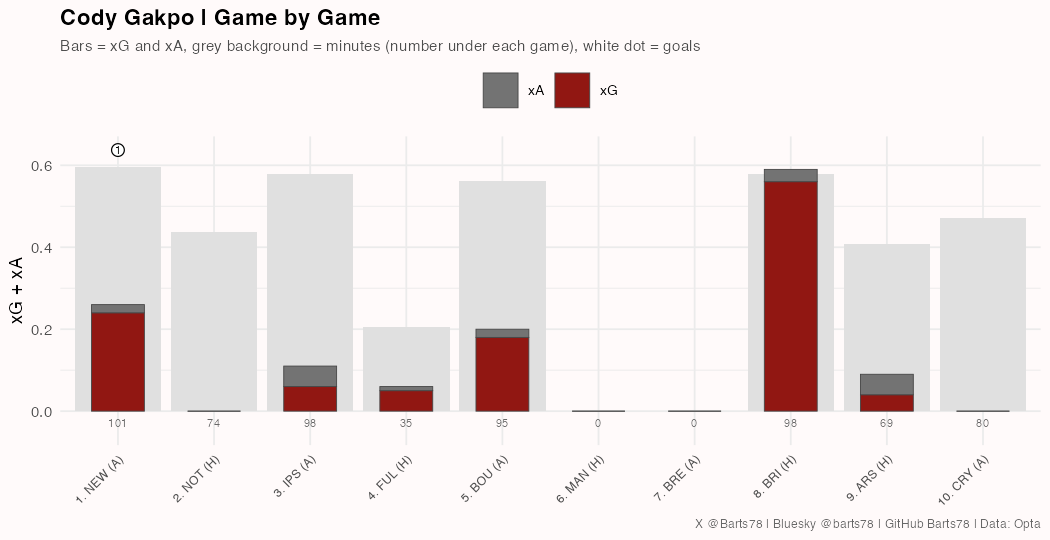 Cody Gakpo | Game by Game
Bars = xG and xA, grey background = minutes (number under each game), white dot = goals
xA xG
xG + xA
0.6
0.4
0.2
0.0
1
101 74 98 35 95 0 0 98 69 80
1. NEW (A) 2. NOT (H) 3. IPS (A) 4. FUL (H) 5. BOU (A) 6. MAN (H) 7. BRE (A) 8. BRI (H) 9. ARS (H) 10. CRY (A)
X @Barts78 | Bluesky @barts78 | GitHub Barts78 | Data: Opta